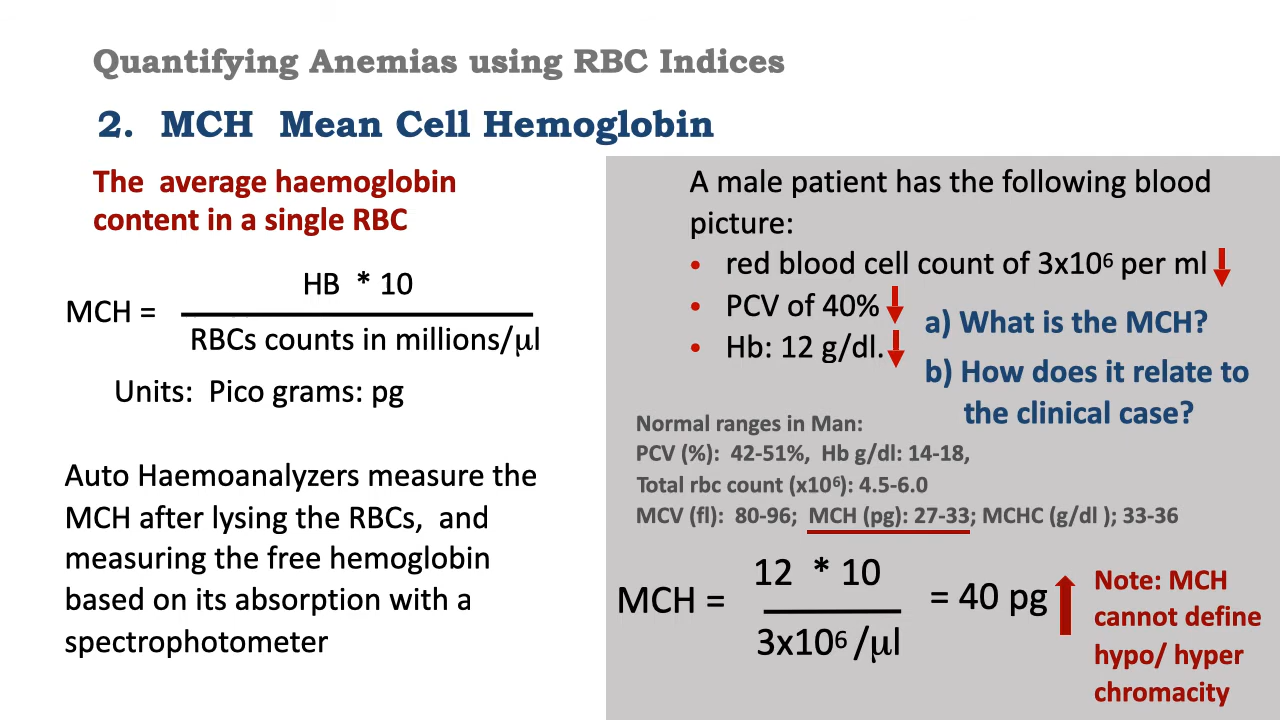 Quantifying Anemias using RBC Indices
2. MCH Mean Cell Hemoglobin
The average haemoglobin
content in a single RBC
HB * 10
MCH =
RBCs counts in millions/µl
Units: Pico grams: pg
Auto Haemoanalyzers measure the
MCH after lysing the RBCs, and
measuring the free hemoglobin
based on its absorption with a
spectrophotometer
A male patient has the following blood
picture:
• red blood cell count of 3x10⁶ per ml
• PCV of 40%
• Hb: 12 g/dl.
a) What is the MCH?
b) How does it relate to
the clinical case?
Normal ranges in Man:
PCV (%): 42-51%, Hb g/dl: 14-18,
Total rbc count (x10⁶): 4.5-6.0
MCV (fl): 80-96; MCH (pg): 27-33; MCHC (g/dl ); 33-36
12 * 10
MCH = = 40 pg
3x10⁶ /µl
Note: MCH
cannot define
hypo/ hyper
chromacity